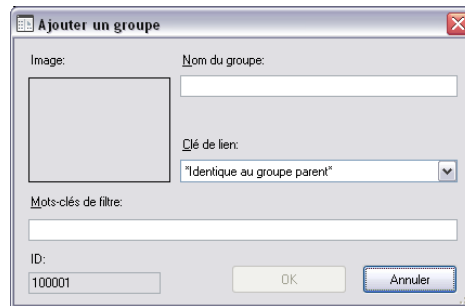 Ajouter un groupe
Image:
Nom du groupe:
Clé de lien:
"Identique au groupe parent"
Mots-clés de filtre:
ID:
100001
OK
Annuler